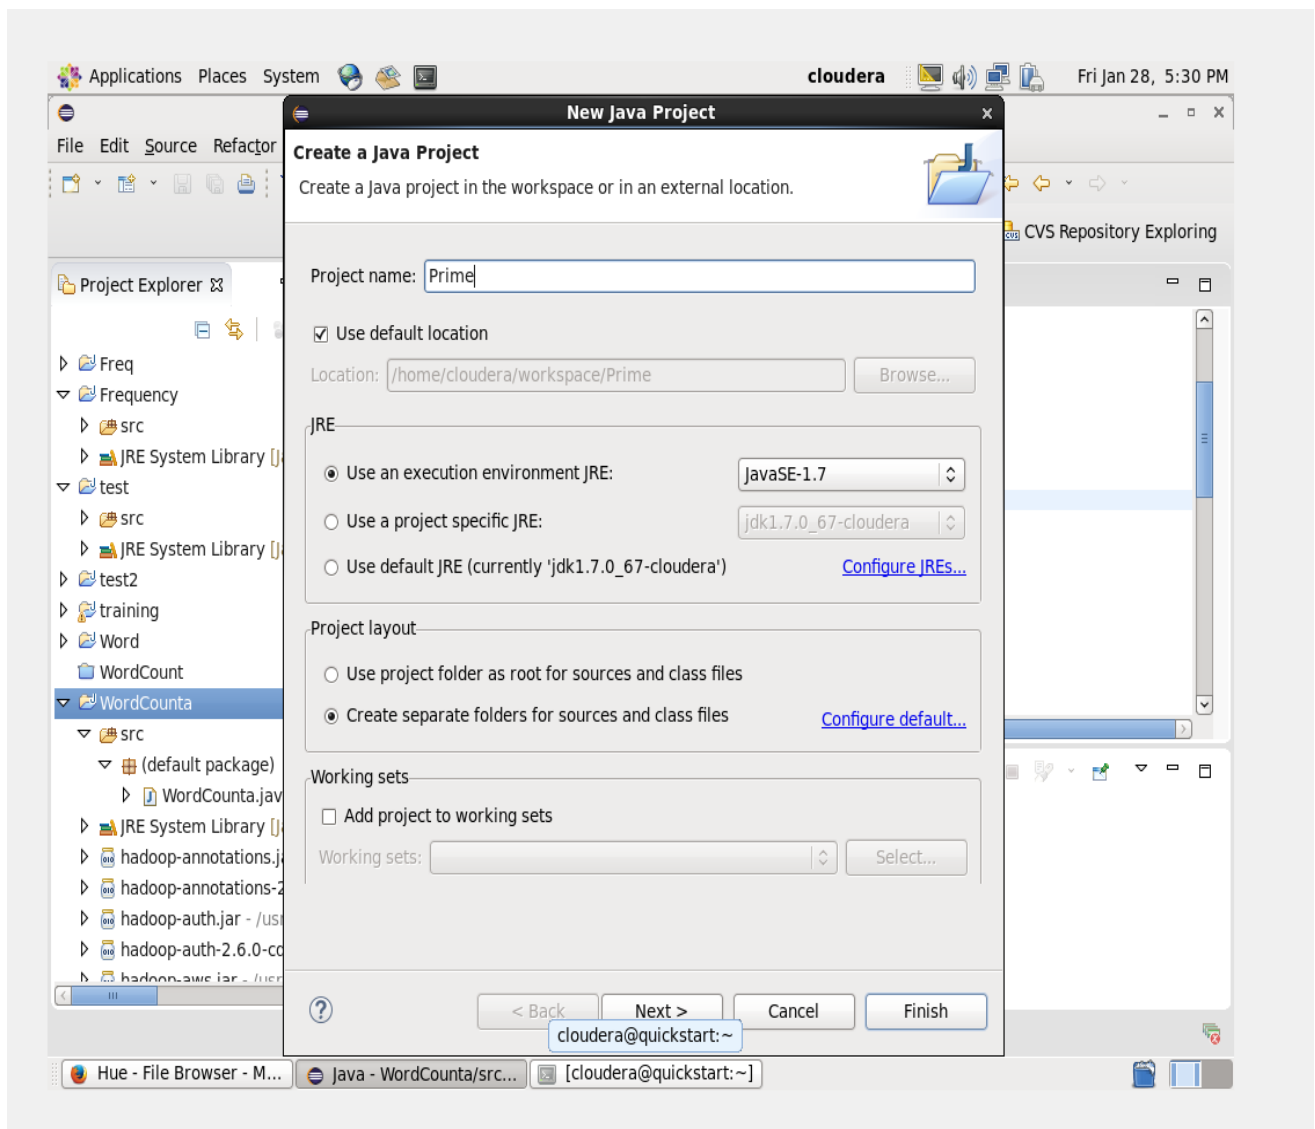 Applications Places System cloudera Fri Jan 28, 5:30 PM
New Java Project
File Edit Source Refactor
Create a Java Project
Create a Java project in the workspace or in an external location.
CVS Repository Exploring
Project Explorer
Project name: Prime
Use default location
Location: /home/cloudera/workspace/Prime Browse...
Freq
Frequency
src
JRE System Library [J
test
src
JRE System Library [J
test2
training
Word
WordCount
WordCounta
src
(default package)
WordCounta.jav
JRE System Library [J
hadoop-annotations.j
hadoop-annotations-2
hadoop-auth.jar - /usr
hadoop-auth-2.6.0-cd
hadoop-aws.jar - /usr
JRE
Use an execution environment JRE: JavaSE-1.7
Use a project specific JRE: jdk1.7.0_67-cloudera
Use default JRE (currently 'jdk1.7.0_67-cloudera') Configure JREs...
Project layout
Use project folder as root for sources and class files
Create separate folders for sources and class files Configure default...
Working sets
Add project to working sets
Working sets: Select...
< Back Next > Cancel Finish
cloudera@quickstart:~
Hue - File Browser - M... Java - WordCounta/src... [cloudera@quickstart:~]